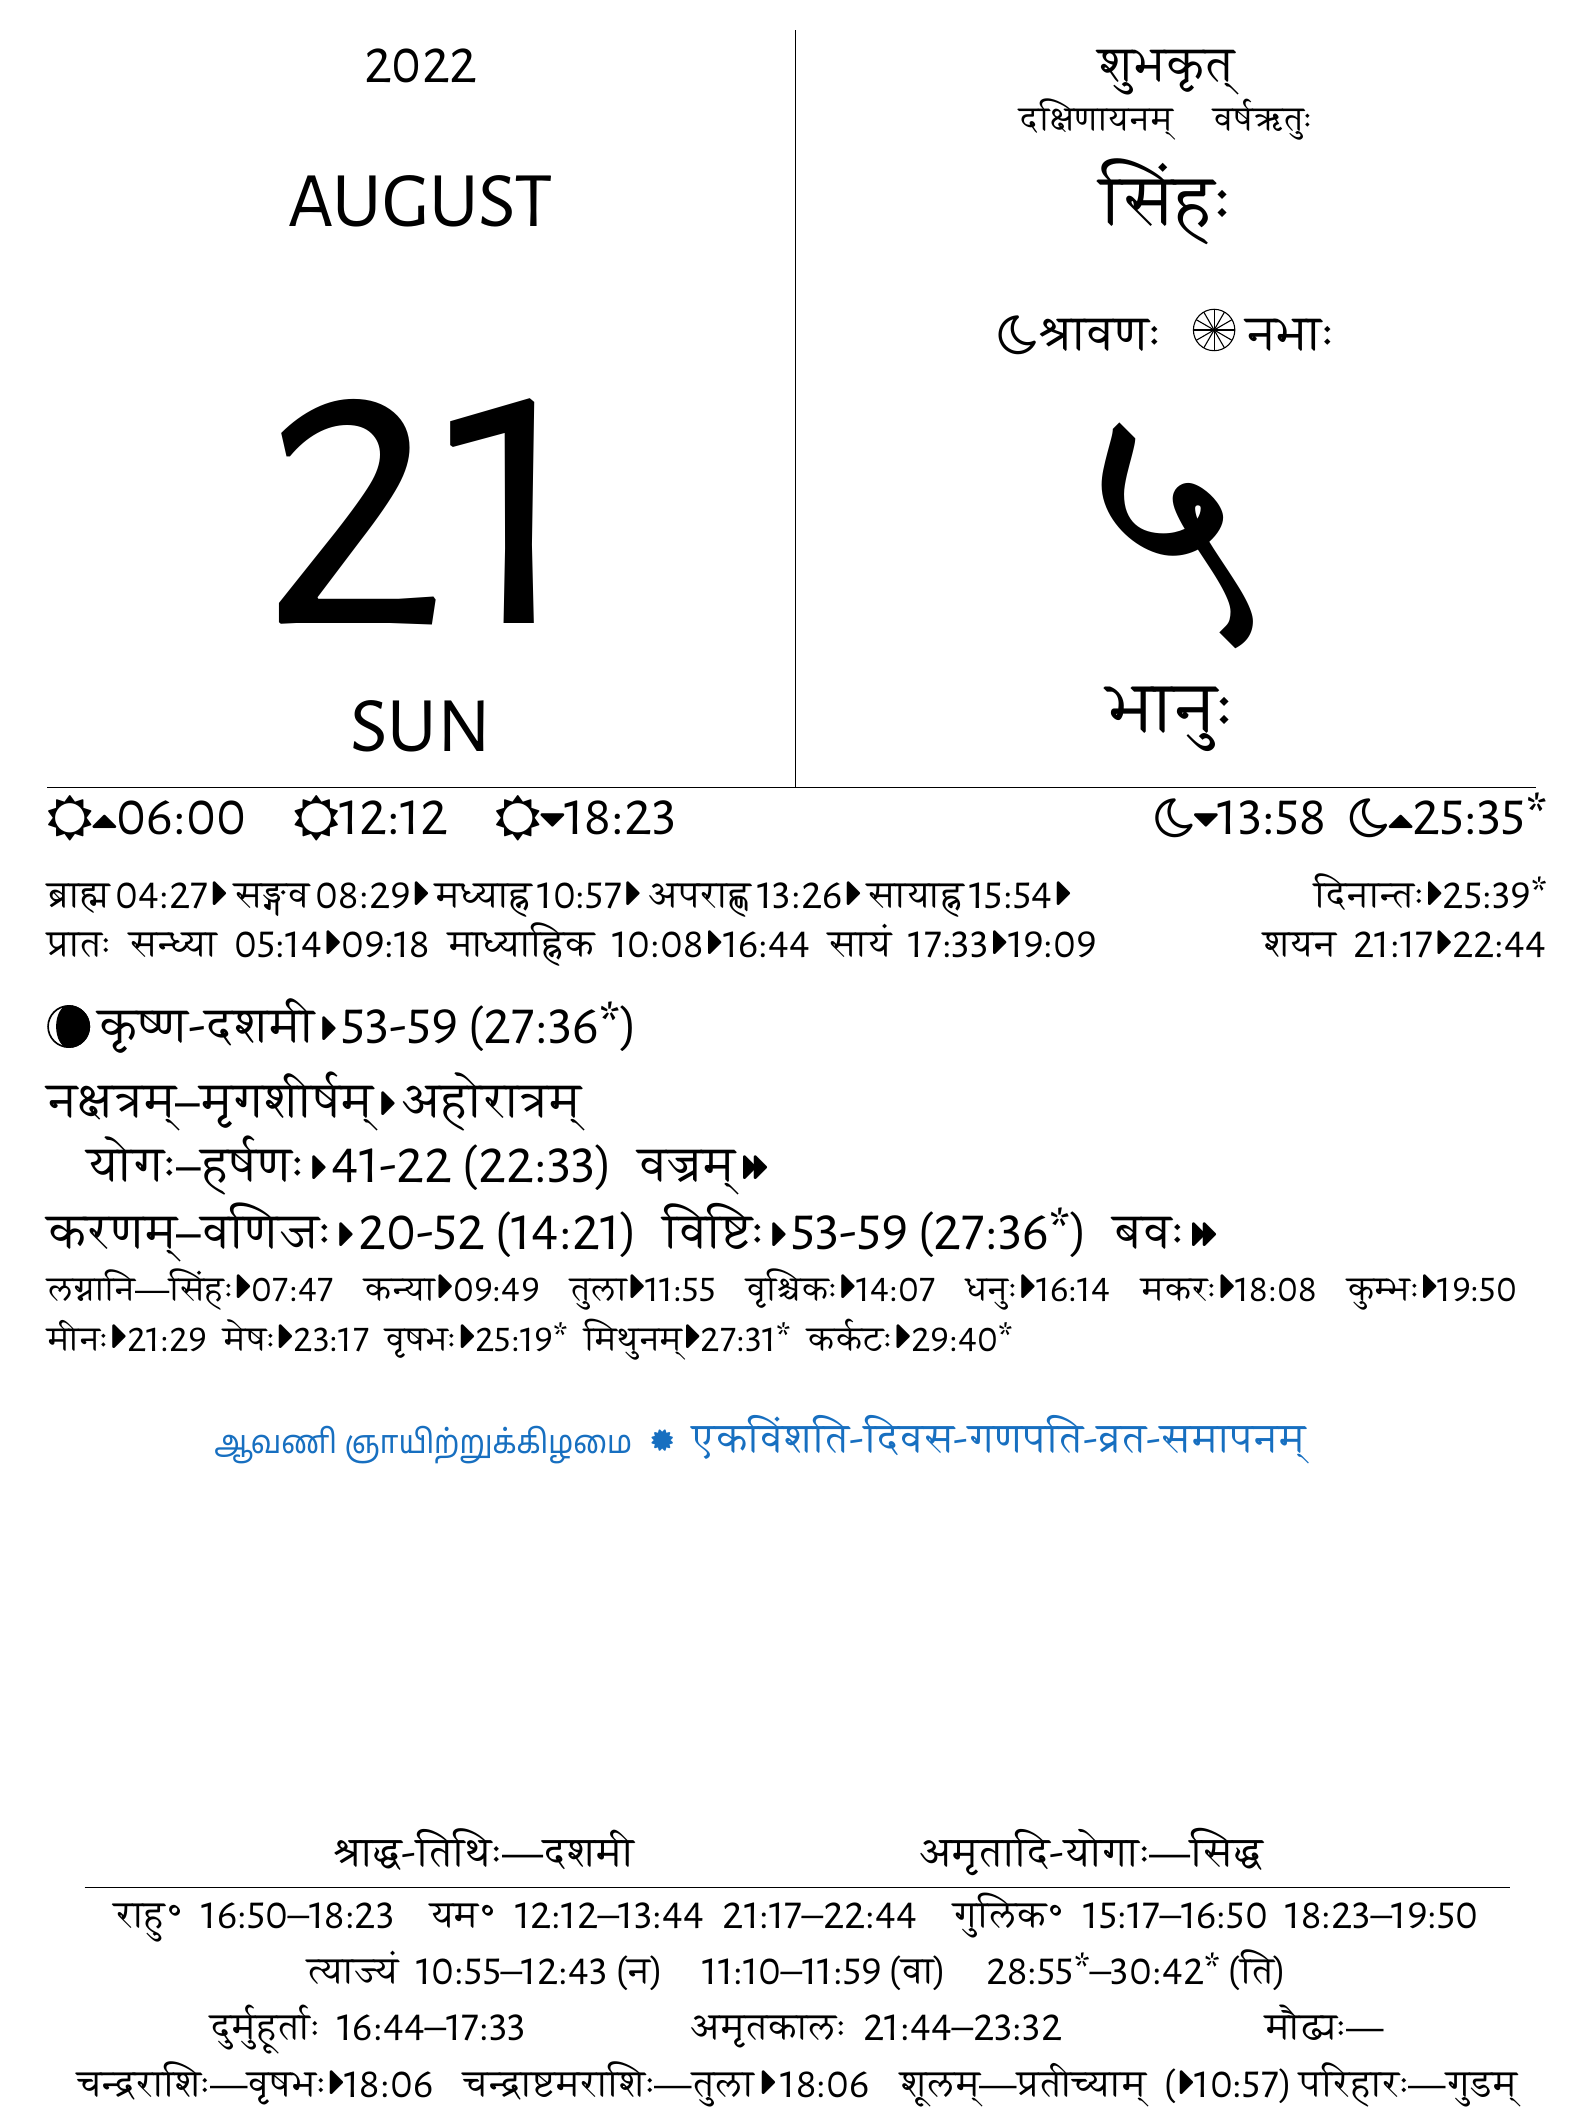 2022
AUGUST
21
SUN
शुभकृत्
दक्षिणायनम् वर्षऋतुः
सिंहः
श्रावणः नभाः
५
भानुः
06:00 12:12 18:23 13:58 25:35*
ब्राह्म 04:27 सङ्गव 08:29 मध्याह्न 10:57 अपराह्ण 13:26 सायाह्न 15:54 दिनान्तः 25:39*
प्रातः सन्ध्या 05:14 09:18 माध्याह्निक 10:08 16:44 सायं 17:33 19:09 शयन 21:17 22:44
कृष्ण-दशमी 53-59 (27:36*)
नक्षत्रम्–मृगशीर्षम् अहोरात्रम्
योगः–हर्षणः 41-22 (22:33) वज्रम्
करणम्–वणिजः 20-52 (14:21) विष्टिः 53-59 (27:36*) बवः
लग्नानि—सिंहः 07:47 कन्या 09:49 तुला 11:55 वृश्चिकः 14:07 धनुः 16:14 मकरः 18:08 कुम्भः 19:50
मीनः 21:29 मेषः 23:17 वृषभः 25:19* मिथुनम् 27:31* कर्कटः 29:40*
ஆவணி ஞாயிற்றுக்கிழமை ✹ एकविंशति-दिवस-गणपति-व्रत-समापनम्
श्राद्ध-तिथिः—दशमी अमृतादि-योगाः—सिद्ध
राहु॰ 16:50–18:23 यम॰ 12:12–13:44 21:17–22:44 गुलिक॰ 15:17–16:50 18:23–19:50
त्याज्यं 10:55–12:43 (न) 11:10–11:59 (वा) 28:55*–30:42* (ति)
दुर्मुहूर्ताः 16:44–17:33 अमृतकालः 21:44–23:32 मौढ्यः—
चन्द्रराशिः—वृषभः 18:06 चन्द्राष्टमराशिः—तुला 18:06 शूलम्—प्रतीच्याम् (10:57) परिहारः—गुडम्